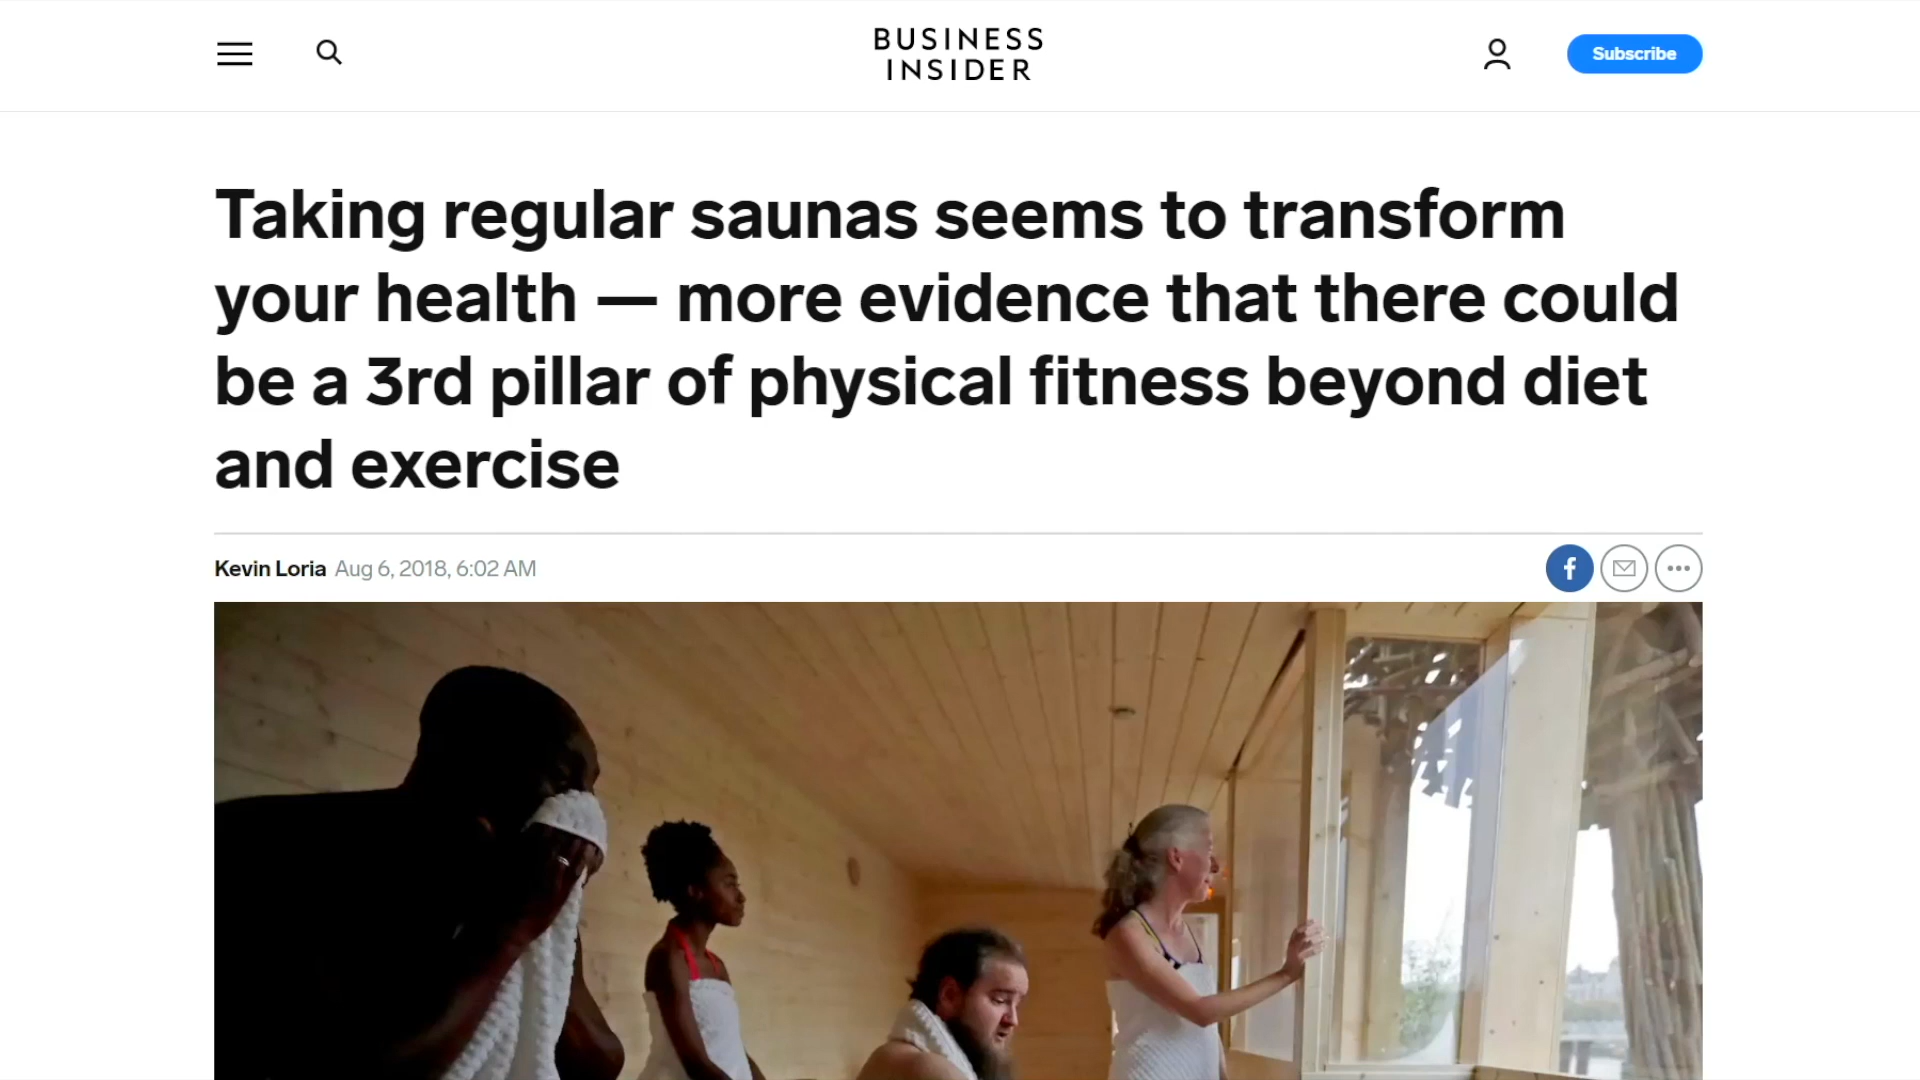 BUSINESS
INSIDER
Subscribe
Taking regular saunas seems to transform
your health — more evidence that there could
be a 3rd pillar of physical fitness beyond diet
and exercise
Kevin Loria Aug 6, 2018, 6:02 AM